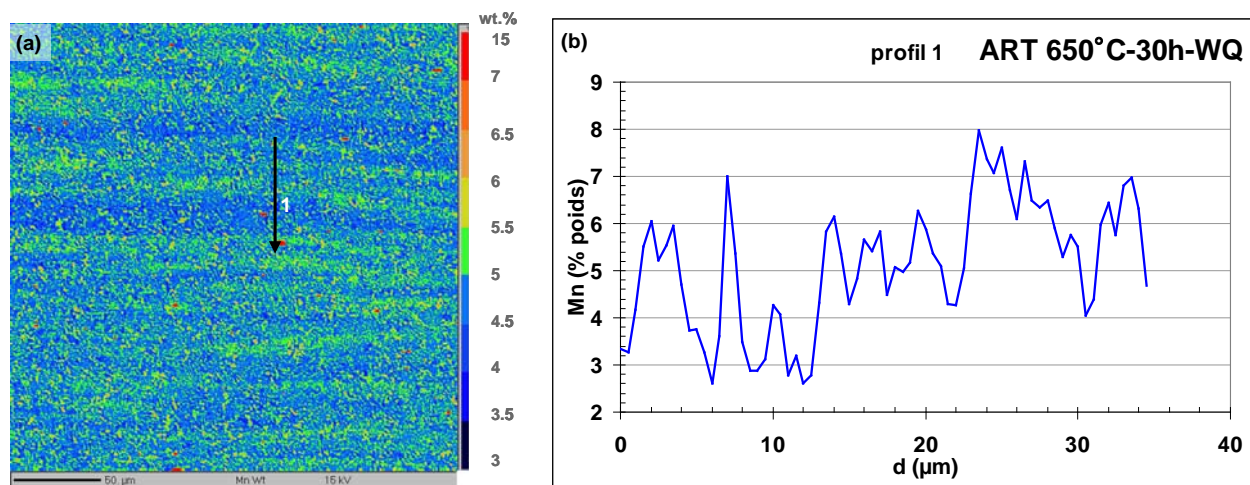 (a)
wt.%
15
7
6.5
6
5.5
5
4.5
4
3.5
3
1
50. µm Mn Wt 15 kV
(b)
profil 1 ART 650°C-30h-WQ
Mn (% poids)
9
8
7
6
5
4
3
2
0 10 20 30 40
d (µm)